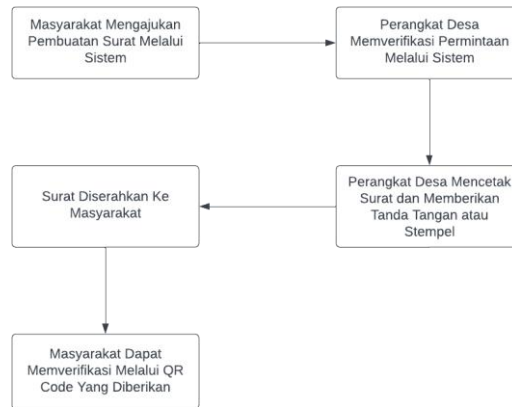 Masyarakat Mengajukan
Pembuatan Surat Melalui
Sistem
Perangkat Desa
Memverifikasi Permintaan
Melalui Sistem
Perangkat Desa Mencetak
Surat dan Memberikan
Tanda Tangan atau
Stempel
Surat Diserahkan Ke
Masyarakat
Masyarakat Dapat
Memverifikasi Melalui QR
Code Yang Diberikan